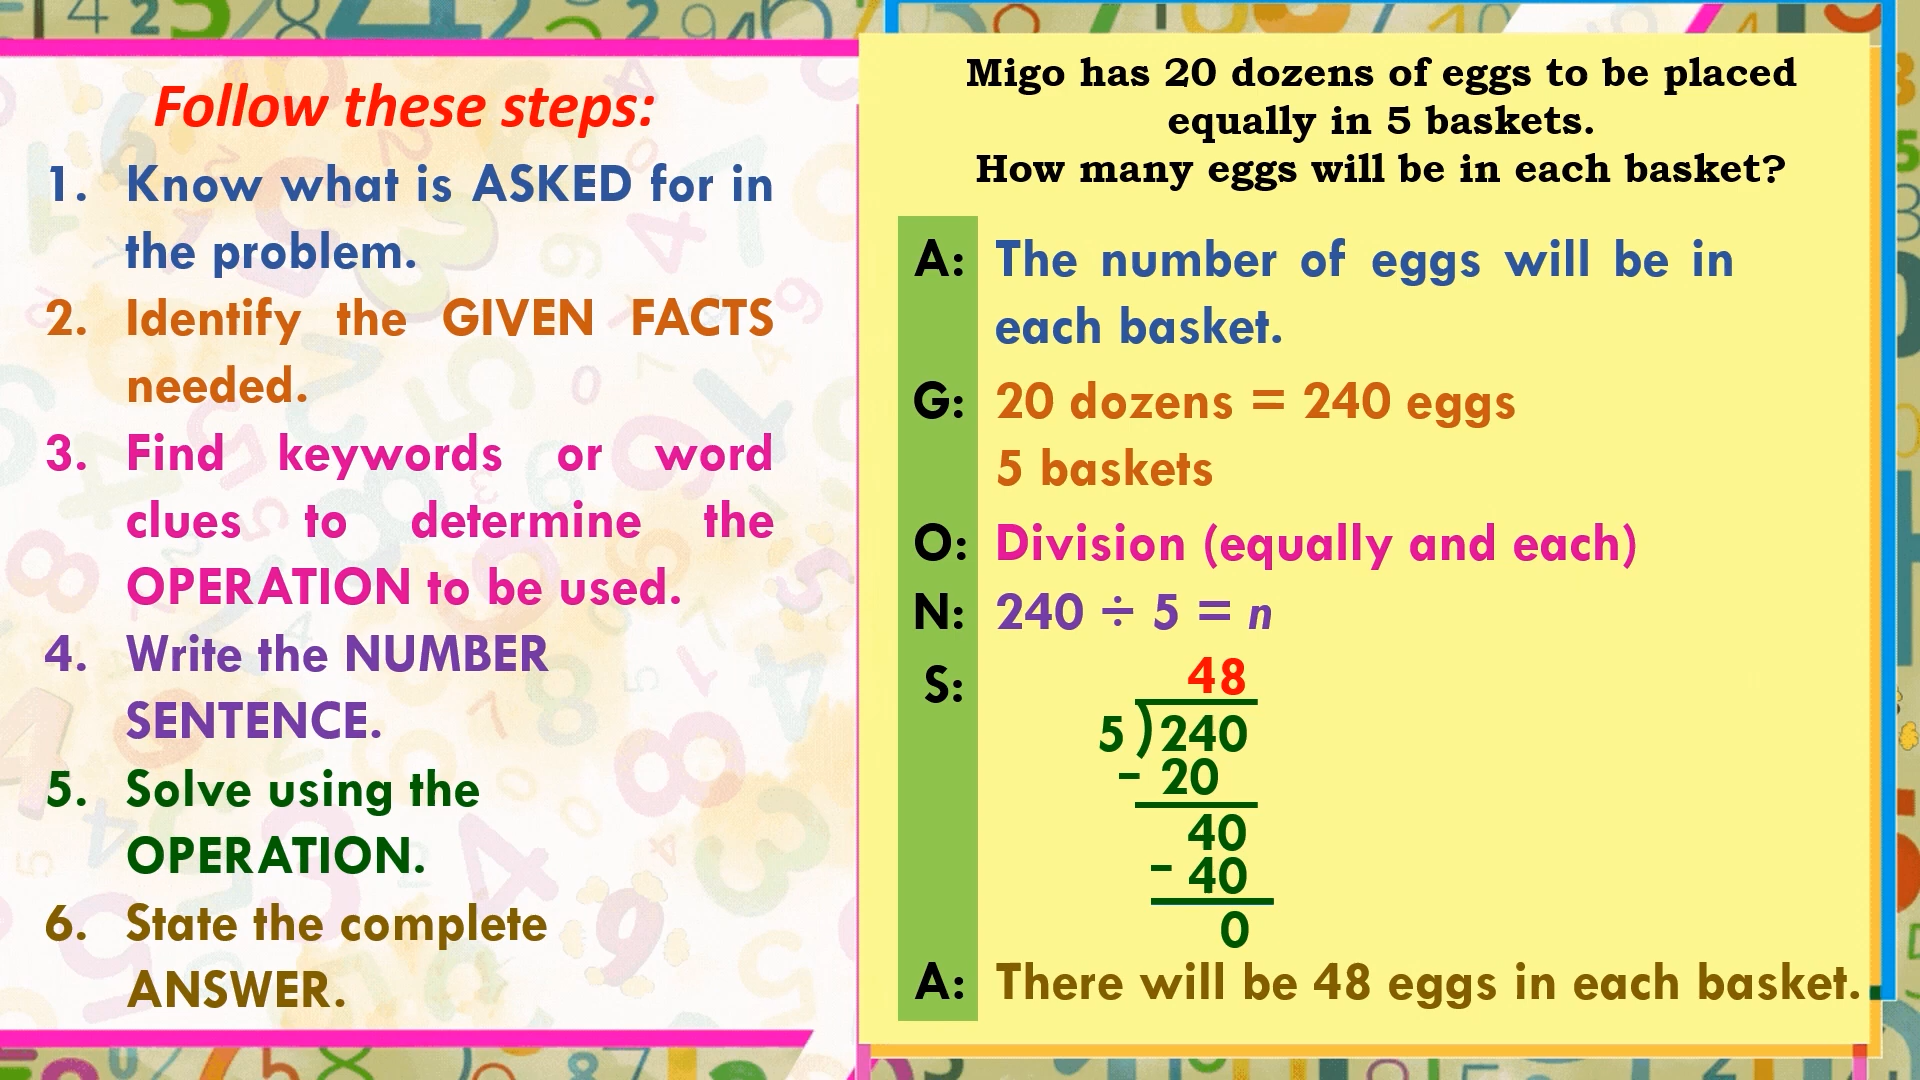 Follow these steps:
1. Know what is ASKED for in
the problem.
2. Identify the GIVEN FACTS
needed.
3. Find keywords or word
clues to determine the
OPERATION to be used.
4. Write the NUMBER
SENTENCE.
5. Solve using the
OPERATION.
6. State the complete
ANSWER.
Migo has 20 dozens of eggs to be placed
equally in 5 baskets.
How many eggs will be in each basket?
A: The number of eggs will be in
each basket.
G: 20 dozens = 240 eggs
5 baskets
O: Division (equally and each)
N: 240 ÷ 5 = n
S: 48
5 ) 240
- 20
40
- 40
0
A: There will be 48 eggs in each basket.